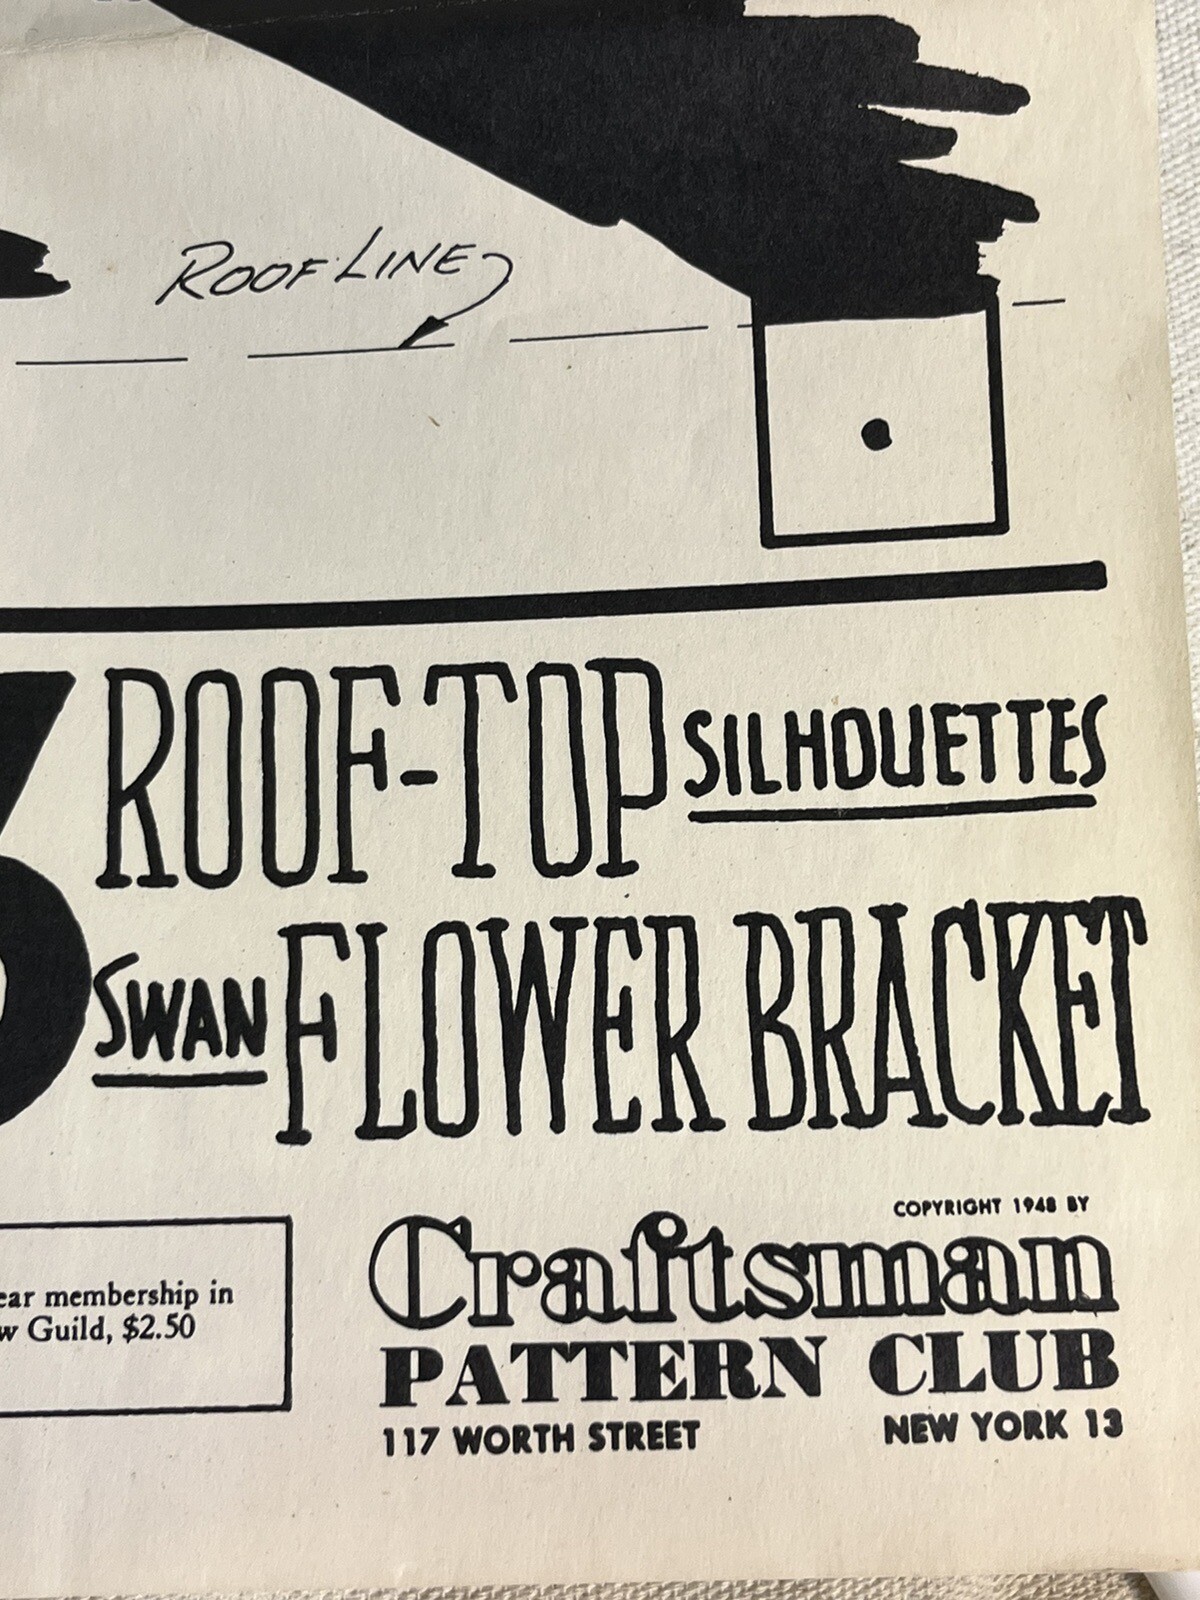 ROOF LINE
3 ROOF-TOP SILHOUETTES
SWAN FLOWER BRACKET
COPYRIGHT 1948 BY
Craftsman
PATTERN CLUB
117 WORTH STREET NEW YORK 13
membership in
Guild, $2.50